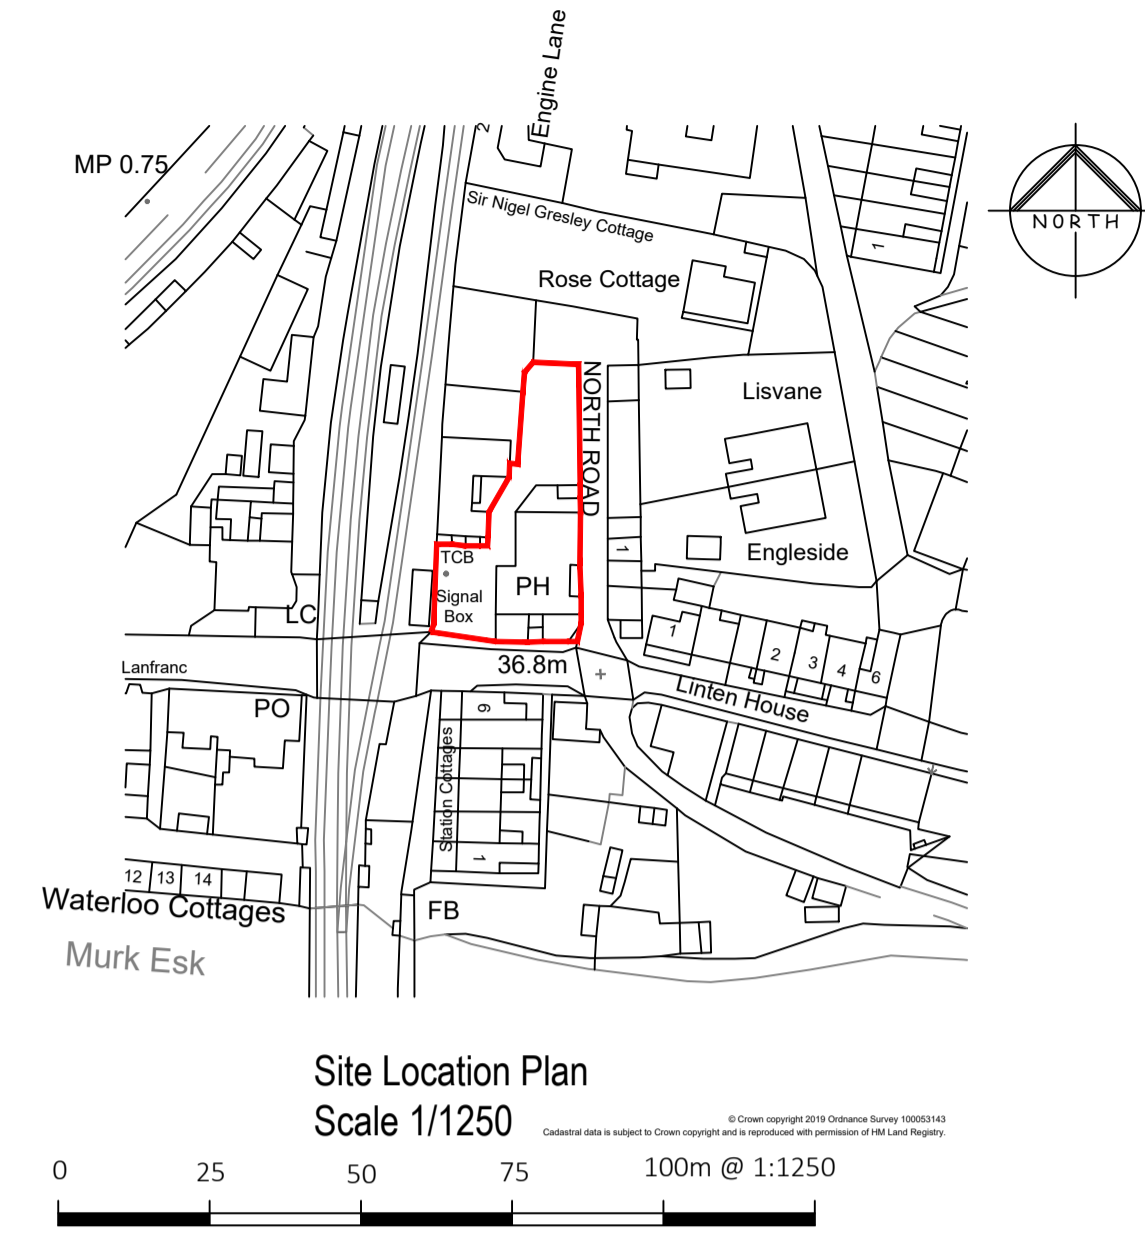 Engine Lane
2
MP 0.75
Sir Nigel Gresley Cottage
1
NORTH
Rose Cottage
NORTH ROAD
Lisvane
TCB
Signal
Box
PH
1
Engleside
LC
1
2
3
4
6
Lanfranc
36.8m
Linten House
PO
6
Station Cottages
1
12
13
14
Waterloo Cottages
FB
Murk Esk
Site Location Plan
Scale 1/1250
© Crown copyright 2019 Ordnance Survey 100053143
Cadastral data is subject to Crown copyright and is reproduced with permission of HM Land Registry.
0 25 50 75 100m @ 1:1250